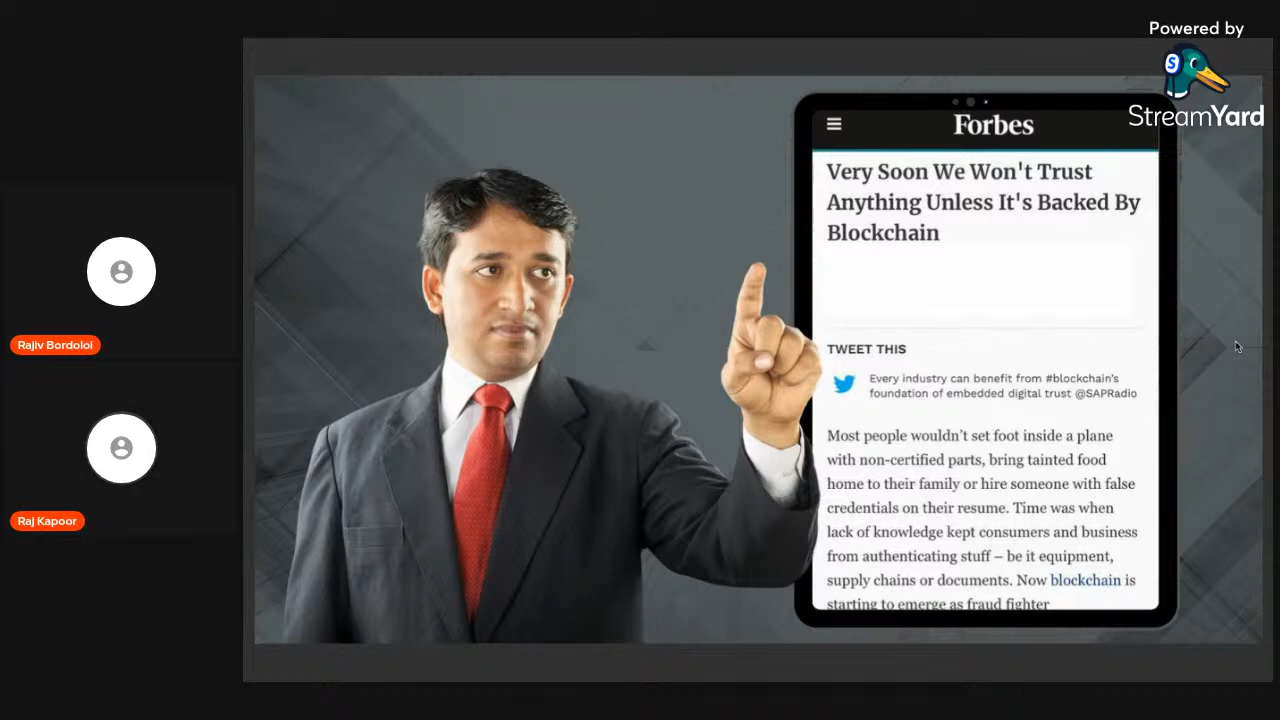 Powered by
StreamYard
Forbes
Very Soon We Won't Trust
Anything Unless It's Backed By
Blockchain
TWEET THIS
Every industry can benefit from #blockchain's
foundation of embedded digital trust @SAPRadio
Most people wouldn't set foot inside a plane
with non-certified parts, bring tainted food
home to their family or hire someone with false
credentials on their resume. Time was when
lack of knowledge kept consumers and business
from authenticating stuff – be it equipment,
supply chains or documents. Now blockchain is
starting to emerge as fraud fighter
Rajiv Bordoloi
Raj Kapoor